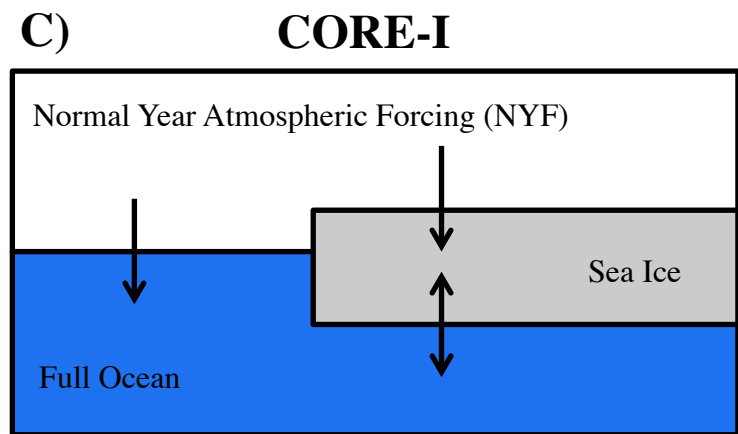 C) CORE-I
Normal Year Atmospheric Forcing (NYF)
Sea Ice
Full Ocean